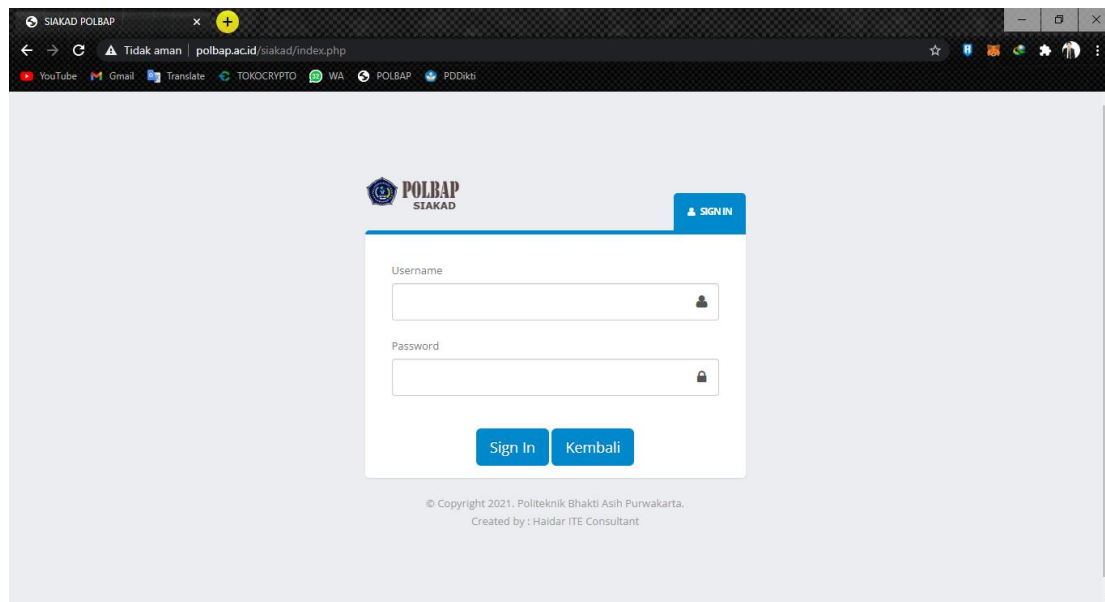 SIAKAD POLBAP
Tidak aman | polbap.ac.id/siakad/index.php
YouTube Gmail Translate TOKOCRYPTO 32 WA POLBAP PDDikti
POLBAP
SIAKAD
SIGN IN
Username
Password
Sign In Kembali
© Copyright 2021. Politeknik Bhakti Asih Purwakarta.
Created by : Haidar ITE Consultant